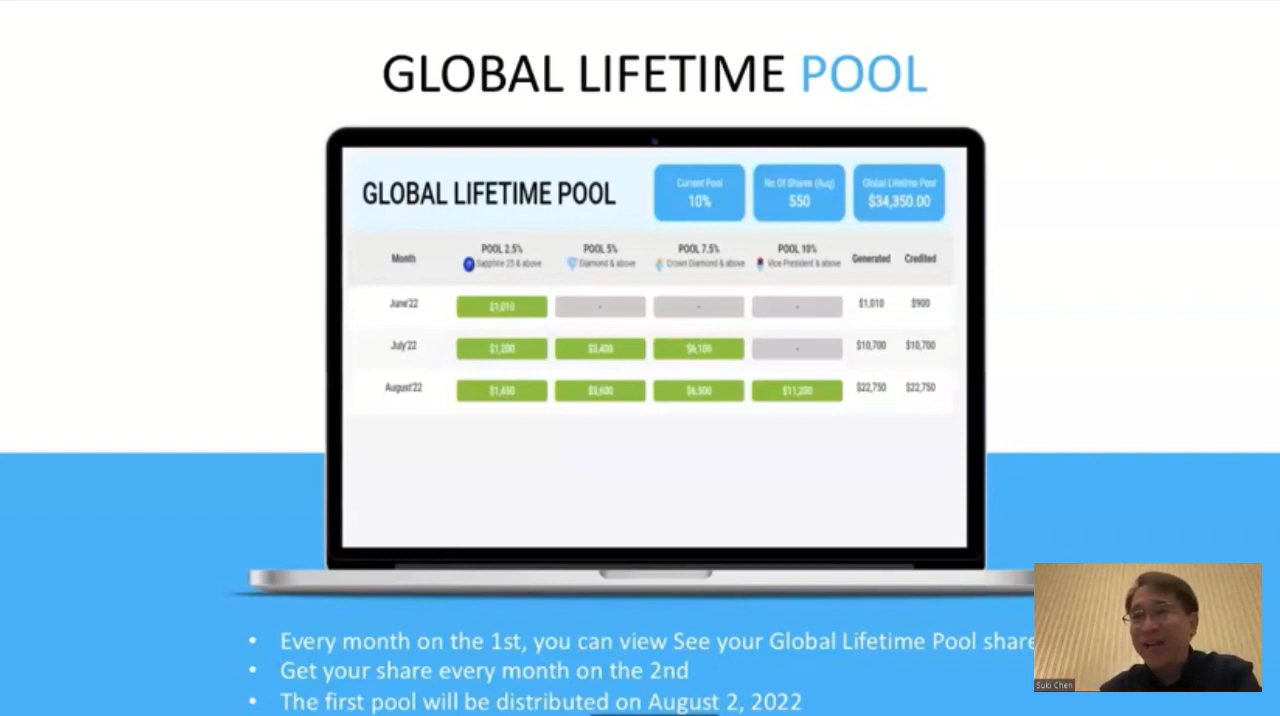 GLOBAL LIFETIME POOL
GLOBAL LIFETIME POOL
Current Pool
10%
No Of Shares (Aug)
550
Global Lifetime Pool
$34,350.00
Month
POOL 2.5%
Sapphire 25 & above
POOL 5%
Diamond & above
POOL 7.5%
Crown Diamond & above
POOL 10%
Vice President & above
Generated
Credited
June'22 $1,010 - - - $1,010 $900
July'22 $1,200 $3,400 $6,100 - $10,700 $10,700
August'22 $1,450 $3,600 $6,500 $11,200 $22,750 $22,750
• Every month on the 1st, you can view See your Global Lifetime Pool share
• Get your share every month on the 2nd
• The first pool will be distributed on August 2, 2022
Suki Chen